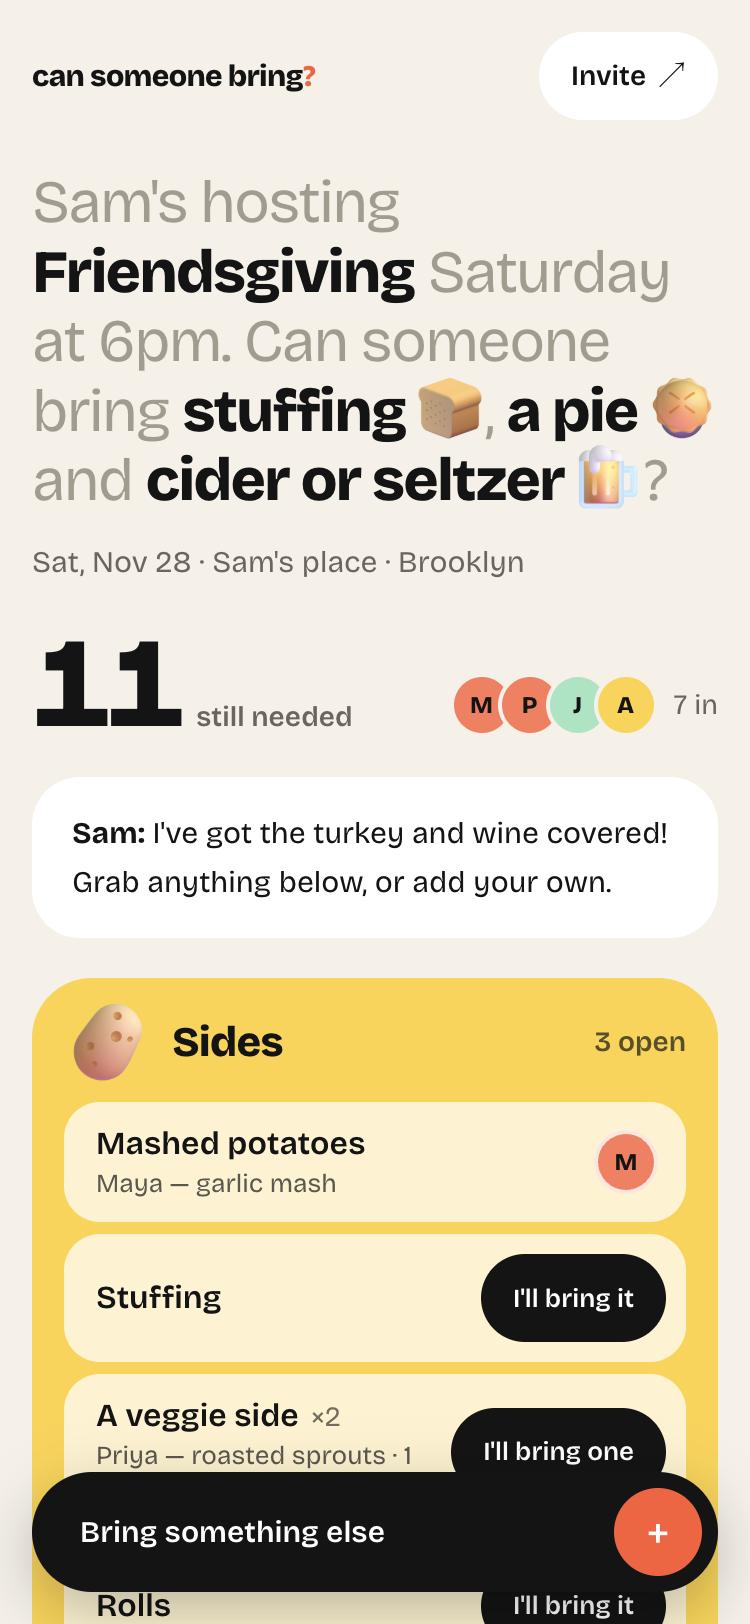 can someone bring?
Invite ↗
Sam's hosting
Friendsgiving Saturday
at 6pm. Can someone
bring stuffing 🍞, a pie 🥧
and cider or seltzer 🍺?
Sat, Nov 28 · Sam's place · Brooklyn
11 still needed
M P J A 7 in
Sam: I've got the turkey and wine covered!
Grab anything below, or add your own.
Sides
3 open
Mashed potatoes
Maya — garlic mash
M
Stuffing
I'll bring it
A veggie side ×2
Priya — roasted sprouts · 1
I'll bring one
Bring something else
+
Rolls
I'll bring it